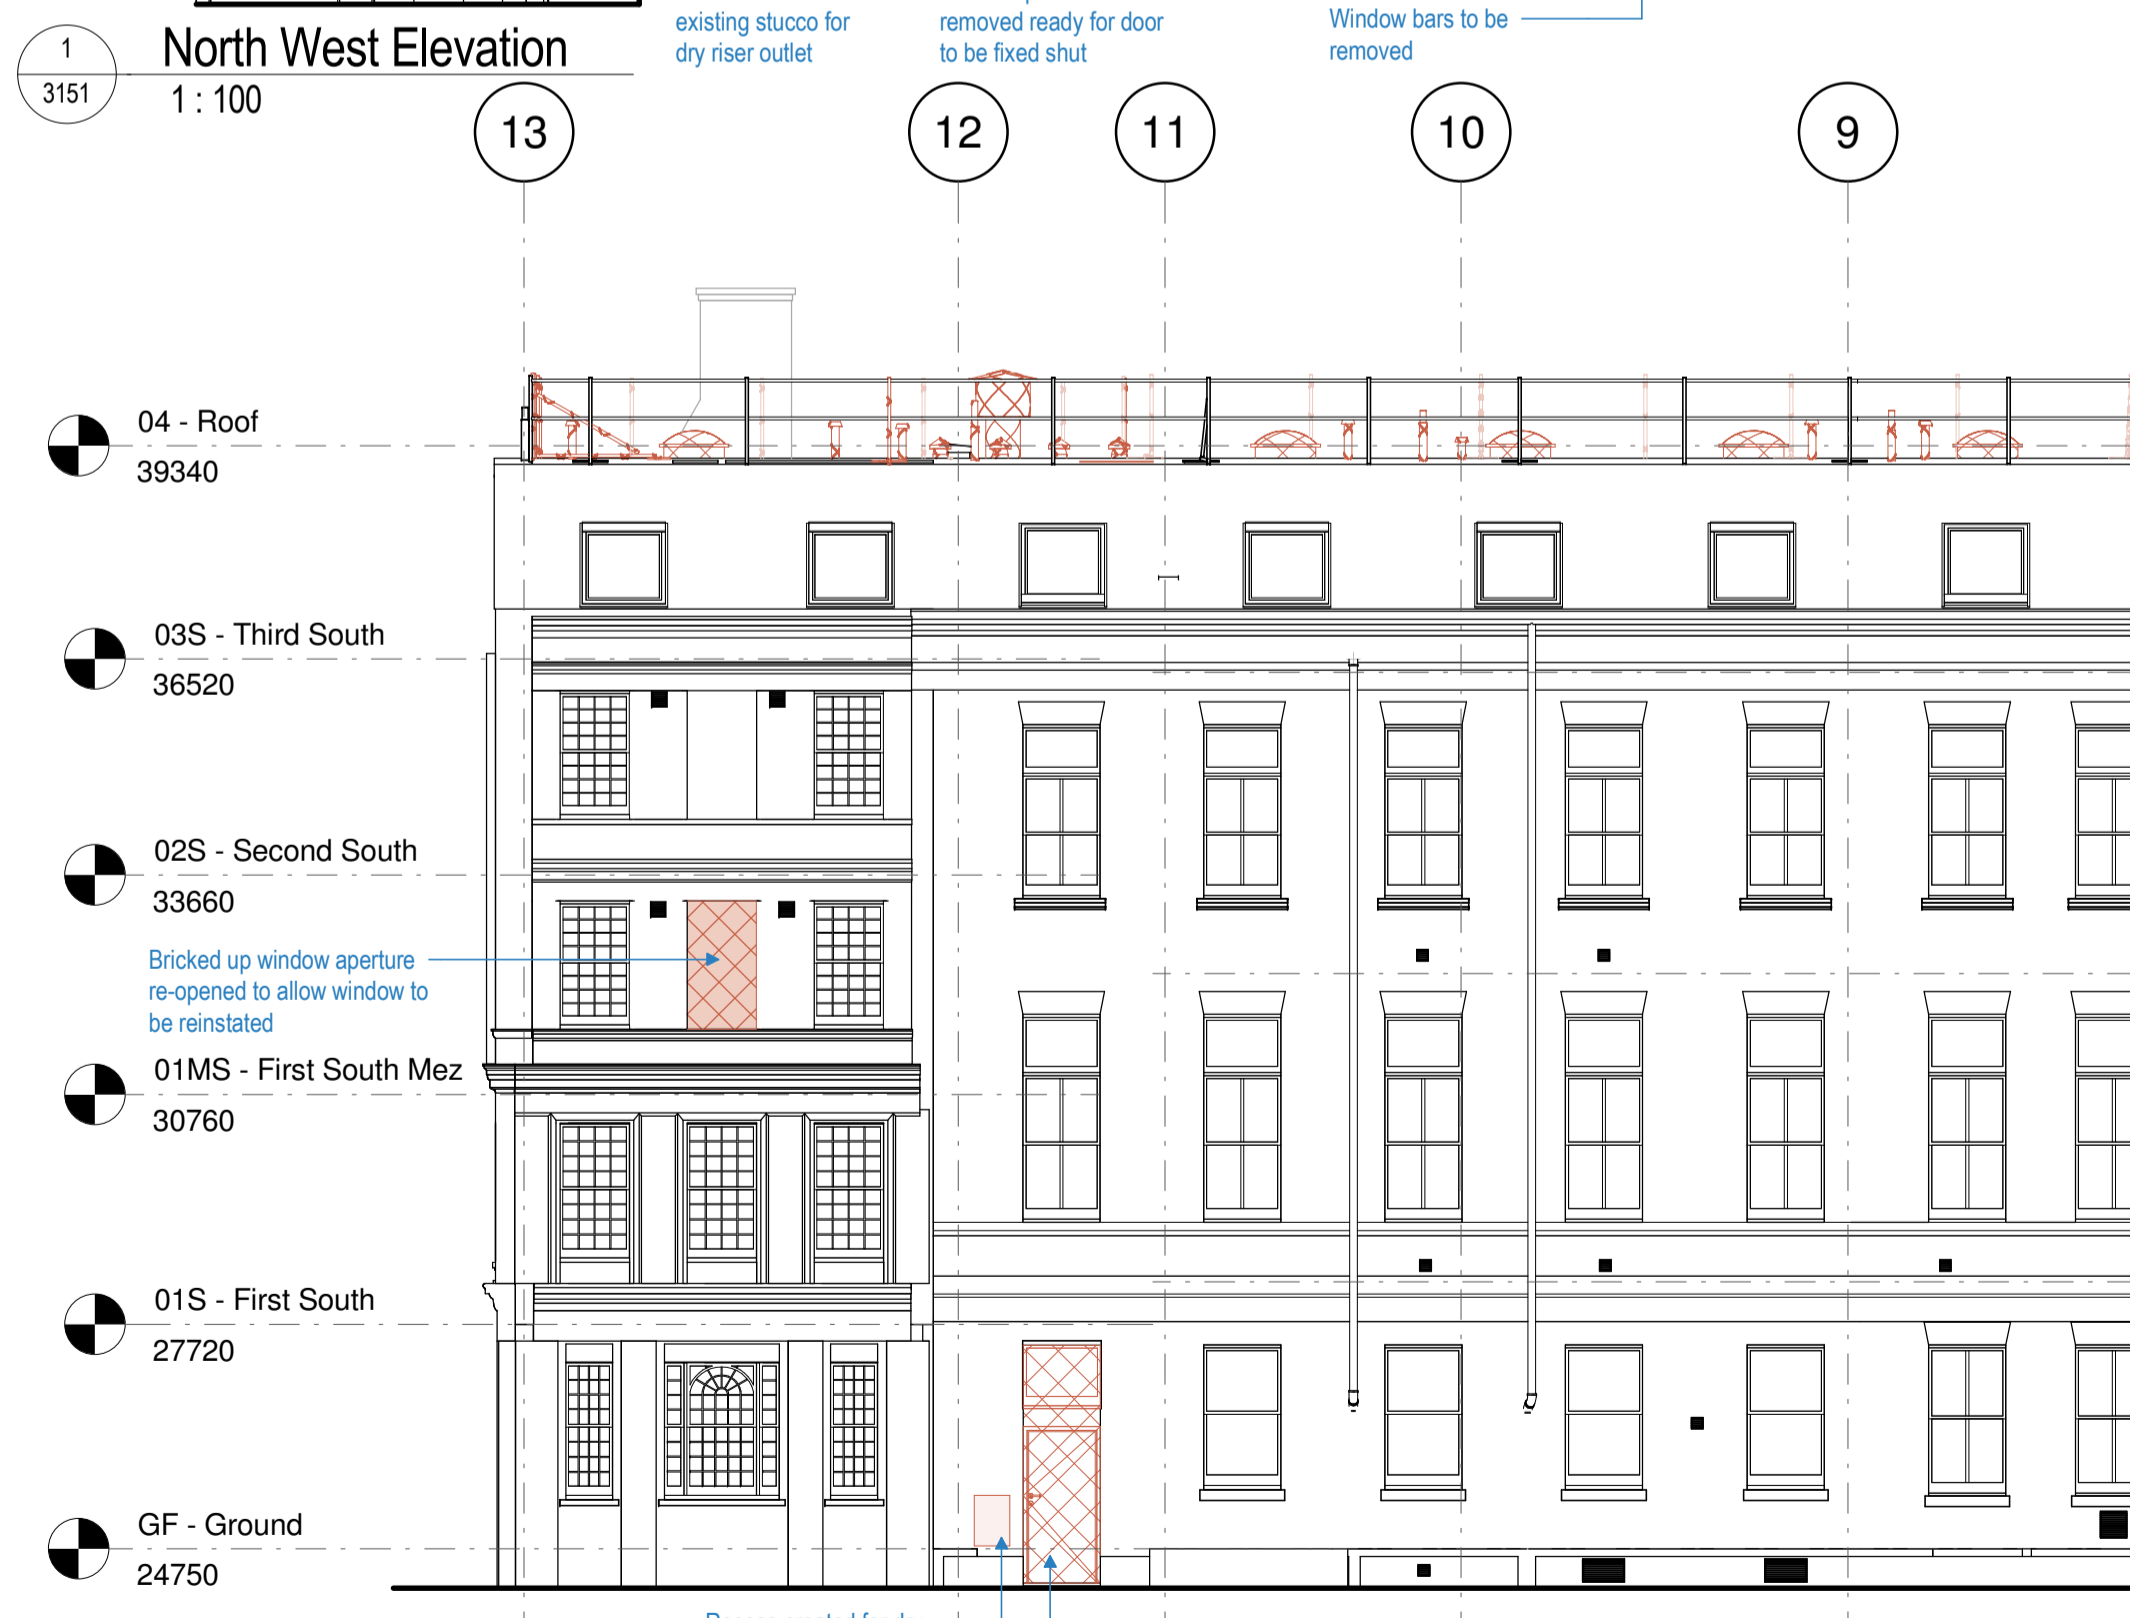 existing stucco for
dry riser outlet
removed ready for door
to be fixed shut
Window bars to be
removed
1
3151
North West Elevation
1 : 100
13
12
11
10
9
04 - Roof
39340
03S - Third South
36520
02S - Second South
33660
Bricked up window aperture
re-opened to allow window to
be reinstated
01MS - First South Mez
30760
01S - First South
27720
GF - Ground
24750